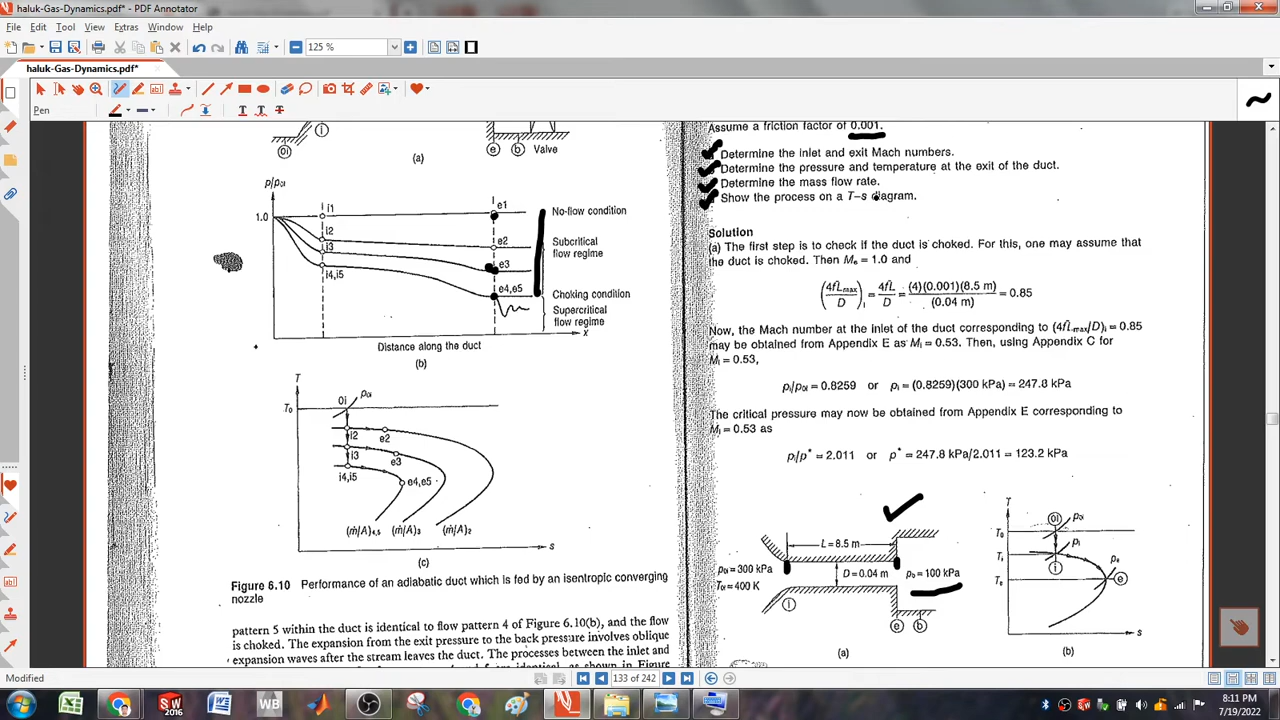 haluk-Gas-Dynamics.pdf* - PDF Annotator
File Edit Tool View Extras Window Help
125 %
haluk-Gas-Dynamics.pdf*
Pen
i
0i
e b Valve
(a)
p/p0i
1.0
i1
i2
i3
i4,i5
e1
e2
e3
e4,e5
No-flow condition
Subcritical
flow regime
Choking condition
Supercritical
flow regime
x
Distance along the duct
(b)
T
T0
0i
p0i
i2
i3
i4,i5
e2
e3
e4,e5
(ṁ/A)4,5 (ṁ/A)3 (ṁ/A)2
s
(c)
Figure 6.10 Performance of an adiabatic duct which is fed by an isentropic converging
nozzle
pattern 5 within the duct is identical to flow pattern 4 of Figure 6.10(b), and the flow
is choked. The expansion from the exit pressure to the back pressure involves oblique
expansion waves after the stream leaves the duct. The processes between the inlet and
Assume a friction factor of 0.001.
Determine the inlet and exit Mach numbers.
Determine the pressure and temperature at the exit of the duct.
Determine the mass flow rate.
Show the process on a T–s diagram.
Solution
(a) The first step is to check if the duct is choked. For this, one may assume that
the duct is choked. Then Me = 1.0 and
(4fLmax/D)i = 4fL/D = (4)(0.001)(8.5 m)/(0.04 m) = 0.85
Now, the Mach number at the inlet of the duct corresponding to (4fLmax/D)i = 0.85
may be obtained from Appendix E as Mi = 0.53. Then, using Appendix C for
Mi = 0.53,
pi/p0i = 0.8259 or pi = (0.8259)(300 kPa) = 247.8 kPa
The critical pressure may now be obtained from Appendix E corresponding to
Mi = 0.53 as
pi/p* = 2.011 or p* = 247.8 kPa/2.011 = 123.2 kPa
L = 8.5 m
p0i = 300 kPa
T0i = 400 K
D = 0.04 m
pb = 100 kPa
i
e b
(a)
T
T0
Ti
Te
0i
p0i
pi
i
pe
e
s
(b)
Modified
133 of 242
8:11 PM
7/19/2022